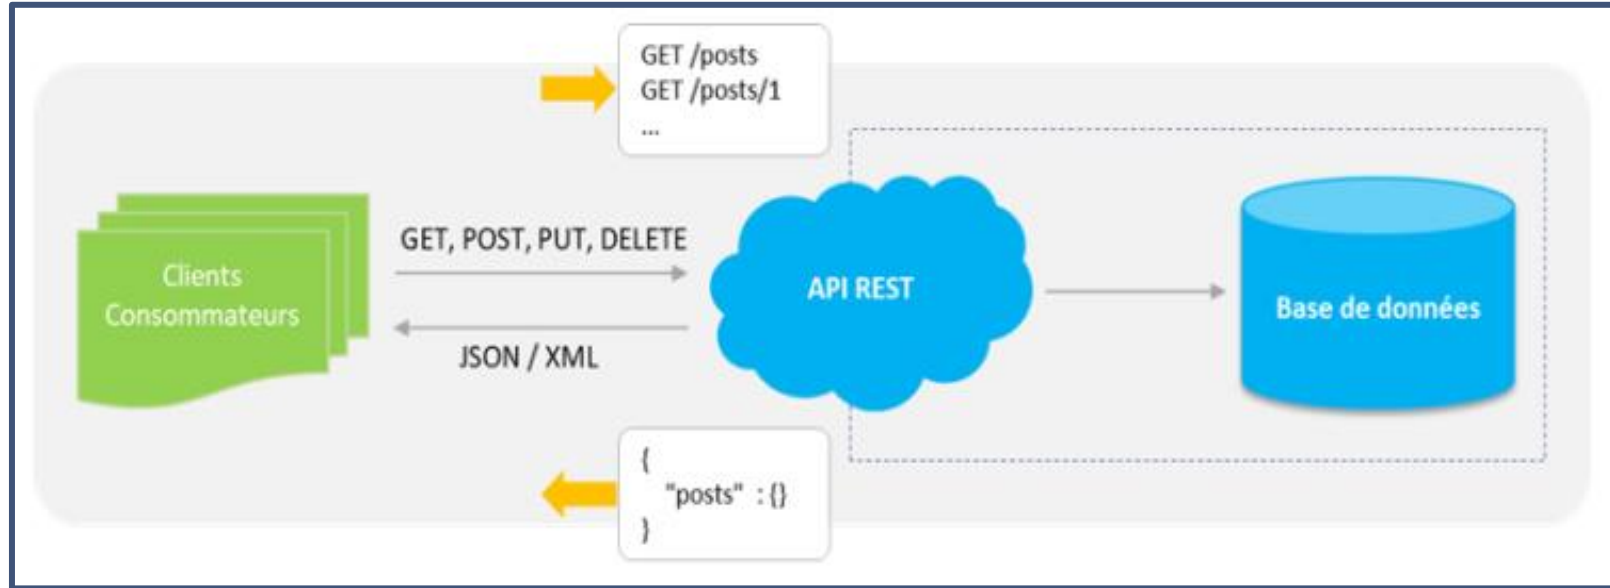 GET /posts
GET /posts/1
...
Clients
Consommateurs
GET, POST, PUT, DELETE
JSON / XML
API REST
Base de données
{
"posts" : {}
}